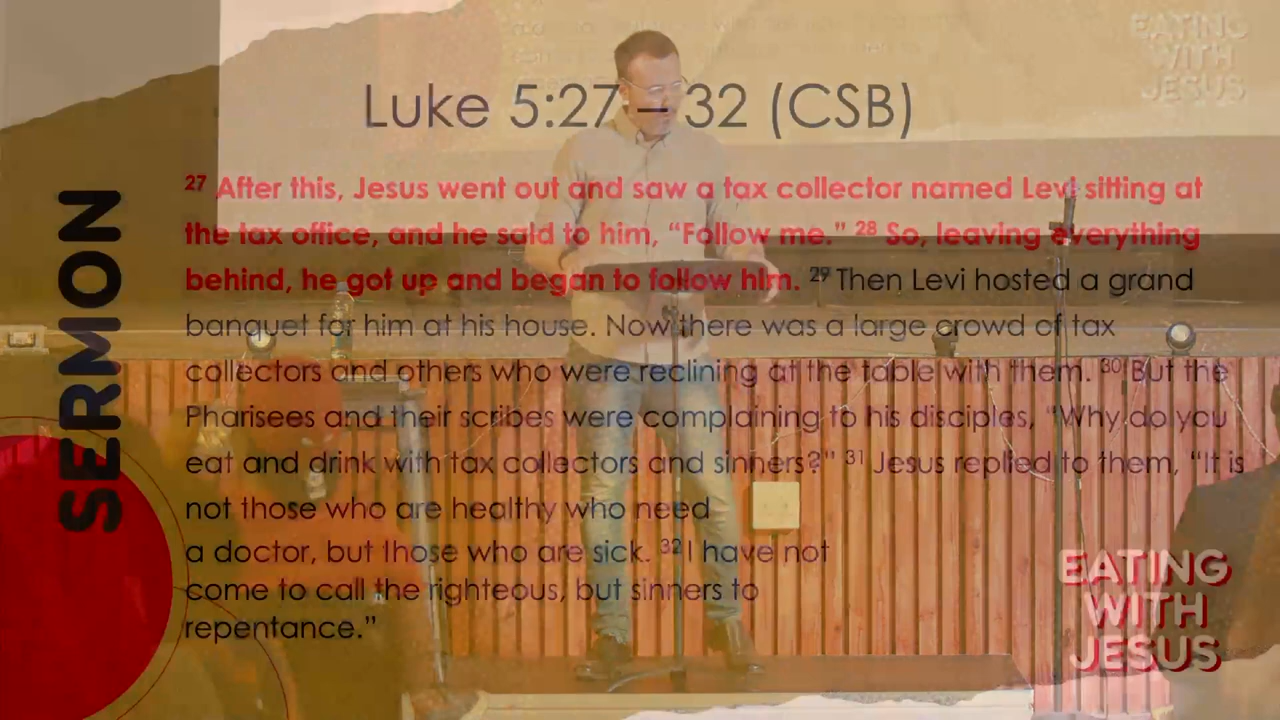 EATING
WITH
JESUS
Luke 5:27 – 32 (CSB)
SERMON
27 After this, Jesus went out and saw a tax collector named Levi sitting at
the tax office, and he said to him, “Follow me.” 28 So, leaving everything
behind, he got up and began to follow him. 29 Then Levi hosted a grand
banquet for him at his house. Now there was a large crowd of tax
collectors and others who were reclining at the table with them. 30 But the
Pharisees and their scribes were complaining to his disciples, “Why do you
eat and drink with tax collectors and sinners?” 31 Jesus replied to them, “It is
not those who are healthy who need
a doctor, but those who are sick. 32 I have not
come to call the righteous, but sinners to
repentance.”
EATING
WITH
JESUS